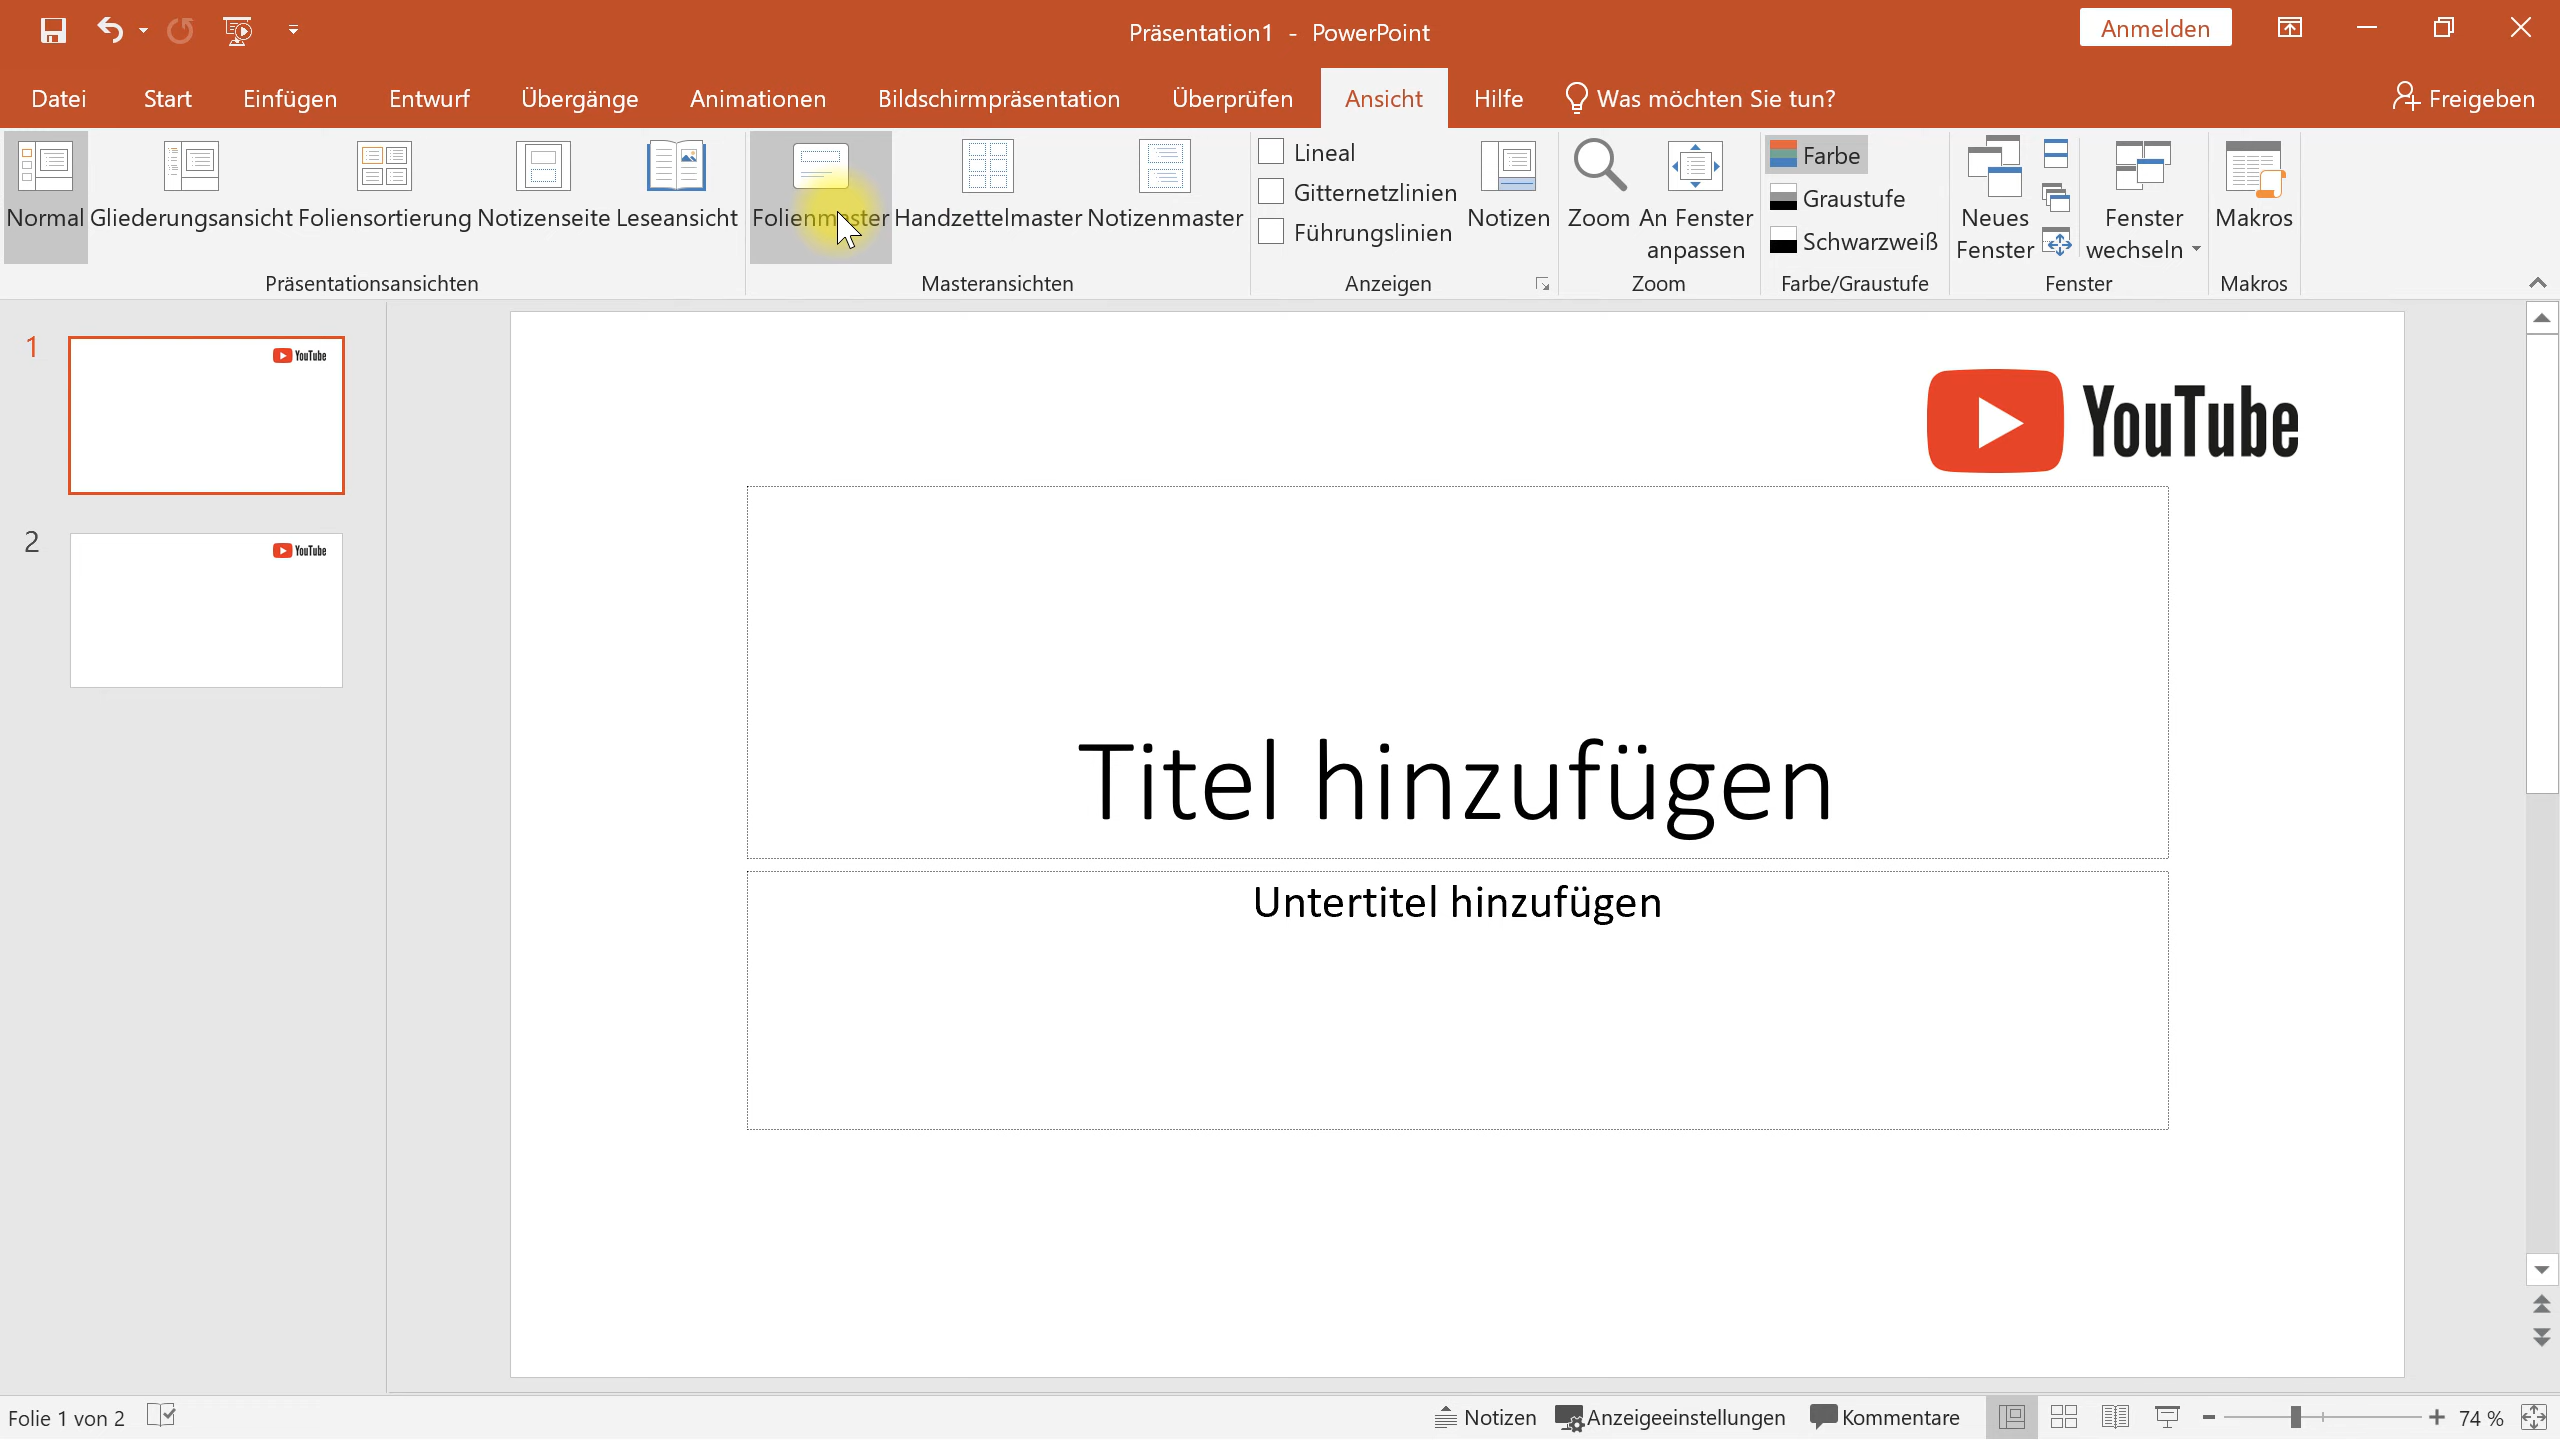 Präsentation1 - PowerPoint
Anmelden
Datei Start Einfügen Entwurf Übergänge Animationen Bildschirmpräsentation Überprüfen Ansicht Hilfe Was möchten Sie tun? Freigeben
Normal Gliederungsansicht Foliensortierung Notizenseite Leseansicht
Präsentationsansichten
Folienmaster Handzettelmaster Notizenmaster
Masteransichten
Lineal
Gitternetzlinien
Führungslinien
Notizen
Anzeigen
Zoom An Fenster
anpassen
Zoom
Farbe
Graustufe
Schwarzweiß
Farbe/Graustufe
Neues
Fenster
Fenster
wechseln
Fenster
Makros
Makros
1
YouTube
2
YouTube
YouTube
Titel hinzufügen
Untertitel hinzufügen
Folie 1 von 2
Notizen Anzeigeeinstellungen Kommentare 74 %